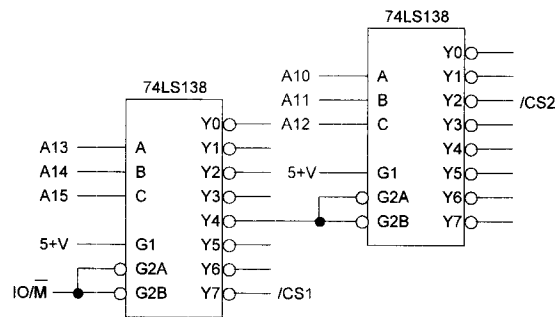 74LS138
A10 A Y0
A11 B Y1
A12 C Y2 /CS2
Y3
Y4
5+V G1 Y5
G2A Y6
G2B Y7
74LS138
A13 A Y0
A14 B Y1
A15 C Y2
Y3
Y4
5+V G1 Y5
G2A Y6
IO/M̅ G2B Y7 /CS1